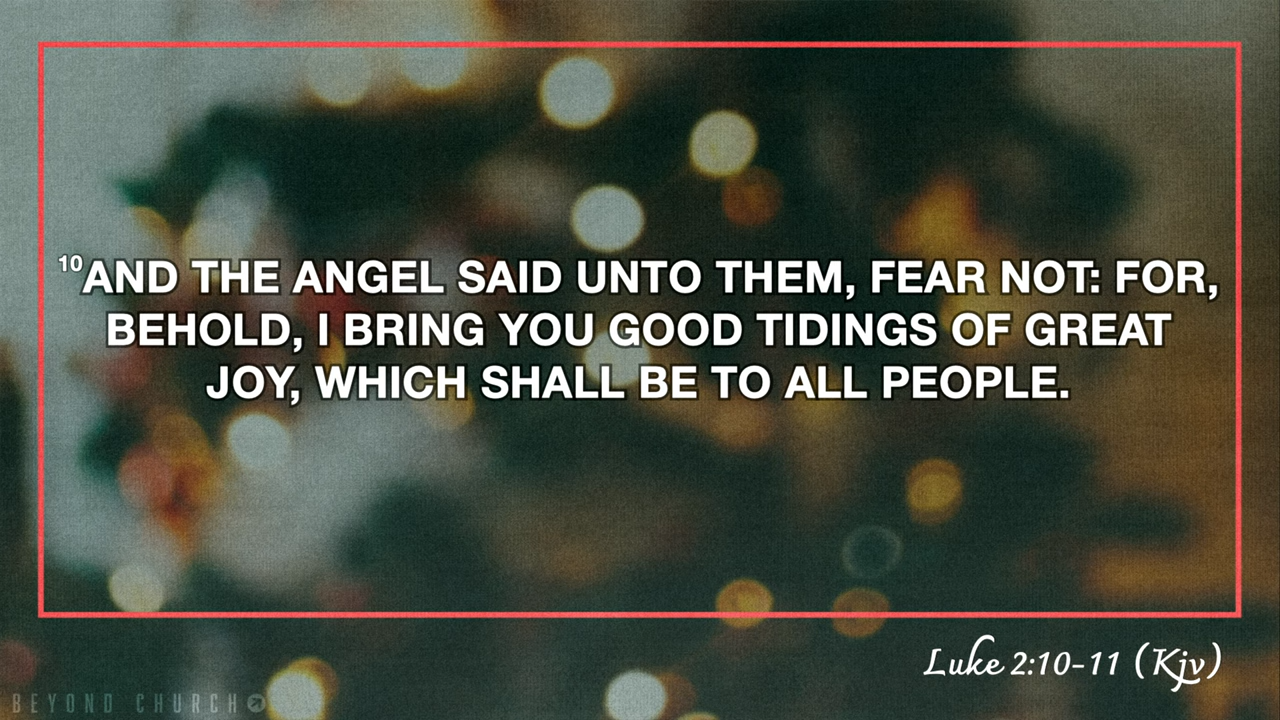 10AND THE ANGEL SAID UNTO THEM, FEAR NOT: FOR,
BEHOLD, I BRING YOU GOOD TIDINGS OF GREAT
JOY, WHICH SHALL BE TO ALL PEOPLE.
Luke 2:10-11 (Kjv)
BEYOND CHURCH